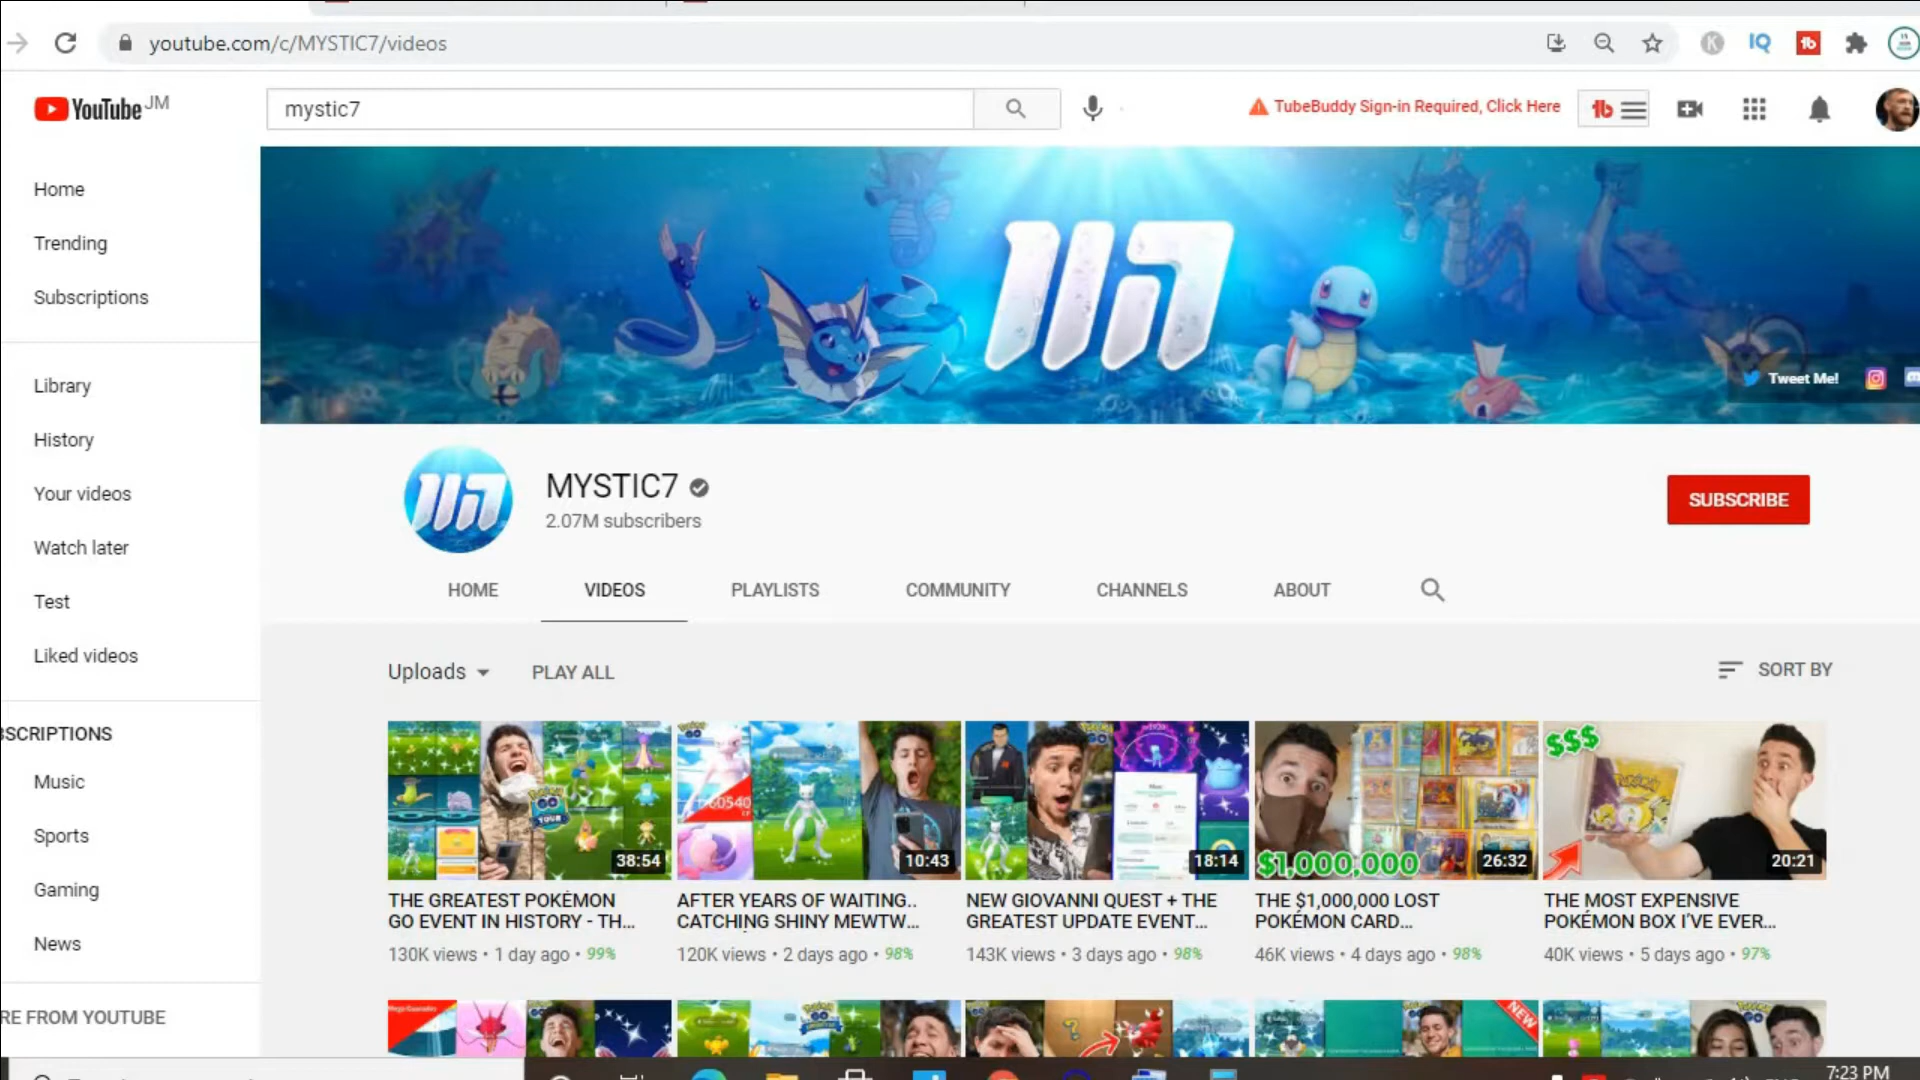 youtube.com/c/MYSTIC7/videos
YouTube JM
mystic7
TubeBuddy Sign-in Required, Click Here
Home
Trending
Subscriptions
Library
History
Your videos
Watch later
Test
Liked videos
SCRIPTIONS
Music
Sports
Gaming
News
RE FROM YOUTUBE
Tweet Me!
MYSTIC7
2.07M subscribers
SUBSCRIBE
HOME
VIDEOS
PLAYLISTS
COMMUNITY
CHANNELS
ABOUT
Uploads
PLAY ALL
SORT BY
38:54
10:43
18:14
$1,000,000
26:32
$$$
20:21
THE GREATEST POKÉMON
GO EVENT IN HISTORY - TH...
130K views • 1 day ago • 99%
AFTER YEARS OF WAITING..
CATCHING SHINY MEWTW...
120K views • 2 days ago • 98%
NEW GIOVANNI QUEST + THE
GREATEST UPDATE EVENT...
143K views • 3 days ago • 98%
THE $1,000,000 LOST
POKÉMON CARD...
46K views • 4 days ago • 98%
THE MOST EXPENSIVE
POKÉMON BOX I'VE EVER...
40K views • 5 days ago • 97%
NEW
7:23 PM